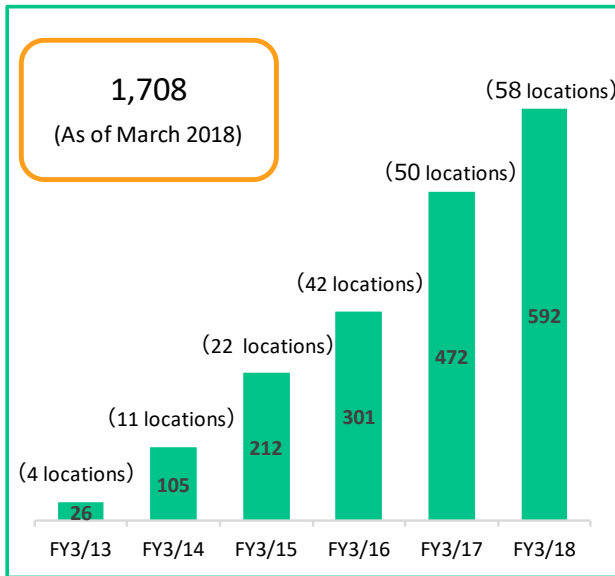 1,708
(As of March 2018)
(58 locations)
(50 locations)
(42 locations)
(22 locations)
(11 locations)
(4 locations)
592
472
301
212
105
26
FY3/13 FY3/14 FY3/15 FY3/16 FY3/17 FY3/18